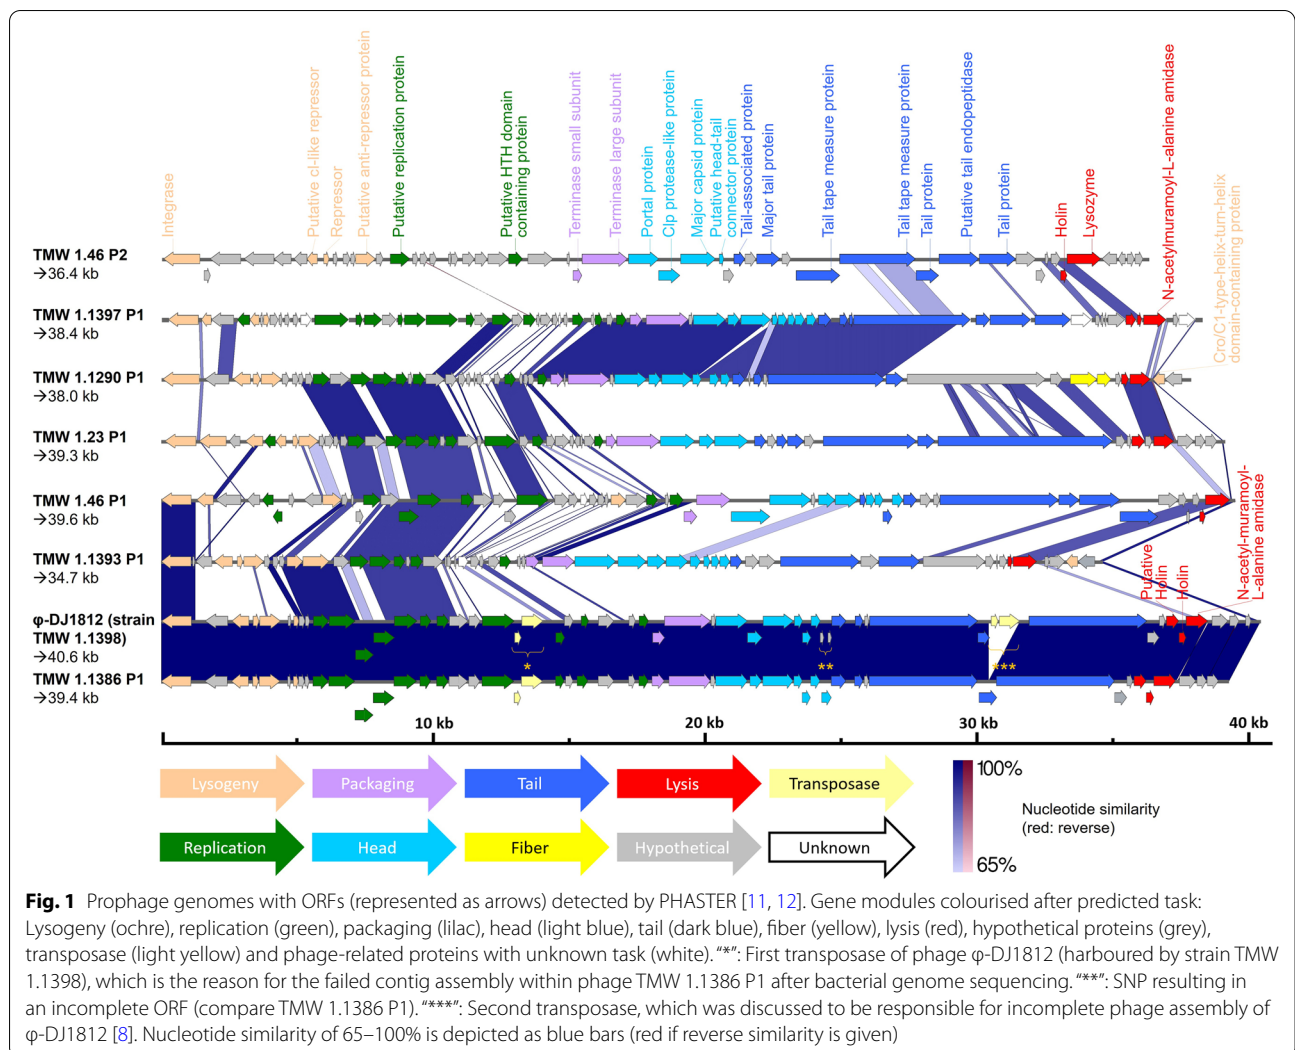 Integrase
Putative cI-like repressor
Repressor
Putative anti-repressor protein
Putative replication protein
Putative HTH domain
containing protein
Terminase small subunit
Terminase large subunit
Portal protein
Clp protease-like protein
Major capsid protein
Putative head-tail
connector protein
Tail-associated protein
Major tail protein
Tail tape measure protein
Tail tape measure protein
Tail protein
Putative tail endopeptidase
Tail protein
Holin
Lysozyme
N-acetylmuramoyl-L-alanine amidase
Cro/C1-type-helix-turn-helix
domain-containing protein
TMW 1.46 P2
→36.4 kb
TMW 1.1397 P1
→38.4 kb
TMW 1.1290 P1
→38.0 kb
TMW 1.23 P1
→39.3 kb
TMW 1.46 P1
→39.6 kb
TMW 1.1393 P1
→34.7 kb
Putative
Holin
Holin
N-acetyl-muramoyl-
L-alanine amidase
φ-DJ1812 (strain
TMW 1.1398)
→40.6 kb
*
**
***
TMW 1.1386 P1
→39.4 kb
10 kb
20 kb
30 kb
40 kb
Lysogeny
Packaging
Tail
Lysis
Transposase
Replication
Head
Fiber
Hypothetical
Unknown
100%
Nucleotide similarity
(red: reverse)
65%
Fig. 1 Prophage genomes with ORFs (represented as arrows) detected by PHASTER [11, 12]. Gene modules colourised after predicted task:
Lysogeny (ochre), replication (green), packaging (lilac), head (light blue), tail (dark blue), fiber (yellow), lysis (red), hypothetical proteins (grey),
transposase (light yellow) and phage-related proteins with unknown task (white). “*”: First transposase of phage φ-DJ1812 (harboured by strain TMW
1.1398), which is the reason for the failed contig assembly within phage TMW 1.1386 P1 after bacterial genome sequencing. “**”: SNP resulting in
an incomplete ORF (compare TMW 1.1386 P1). “***”: Second transposase, which was discussed to be responsible for incomplete phage assembly of
φ-DJ1812 [8]. Nucleotide similarity of 65–100% is depicted as blue bars (red if reverse similarity is given)